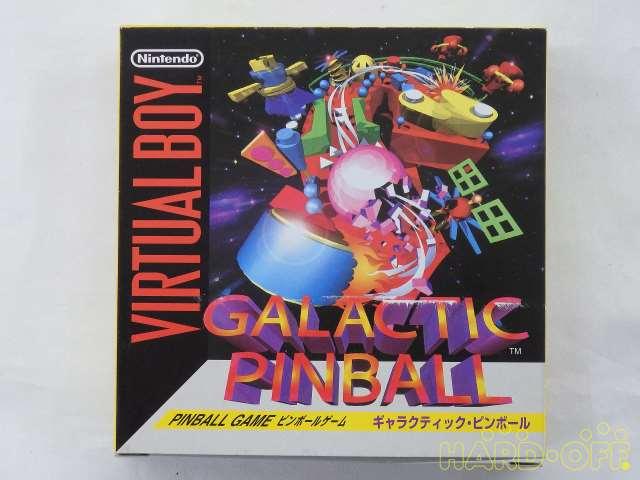 Nintendo
VIRTUAL BOY
TM
GALACTIC
PINBALL
TM
PINBALL GAME ピンボールゲーム
ギャラクティック・ピンボール
HARD・OFF